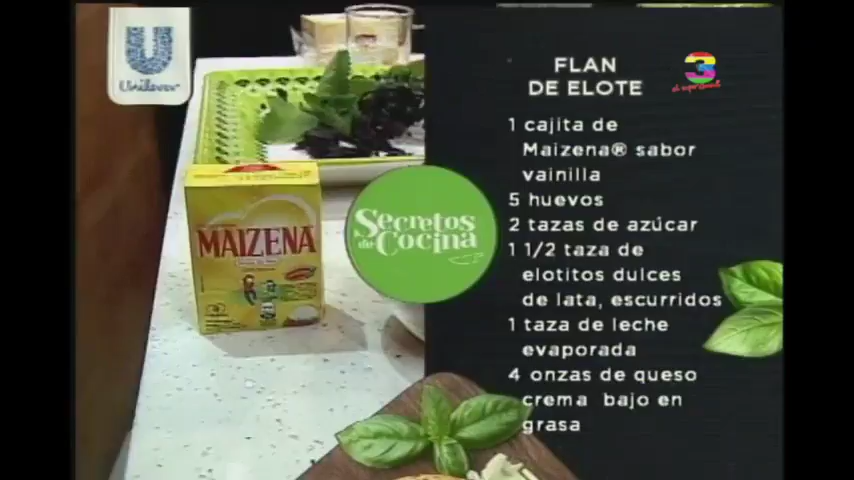 Unilever
FLAN
DE ELOTE
3
1 cajita de
Maizena® sabor
vainilla
5 huevos
2 tazas de azúcar
1 1/2 taza de
elotitos dulces
de lata, escurridos
1 taza de leche
evaporada
4 onzas de queso
crema bajo en
grasa
Secretos
de Cocina
MAIZENA